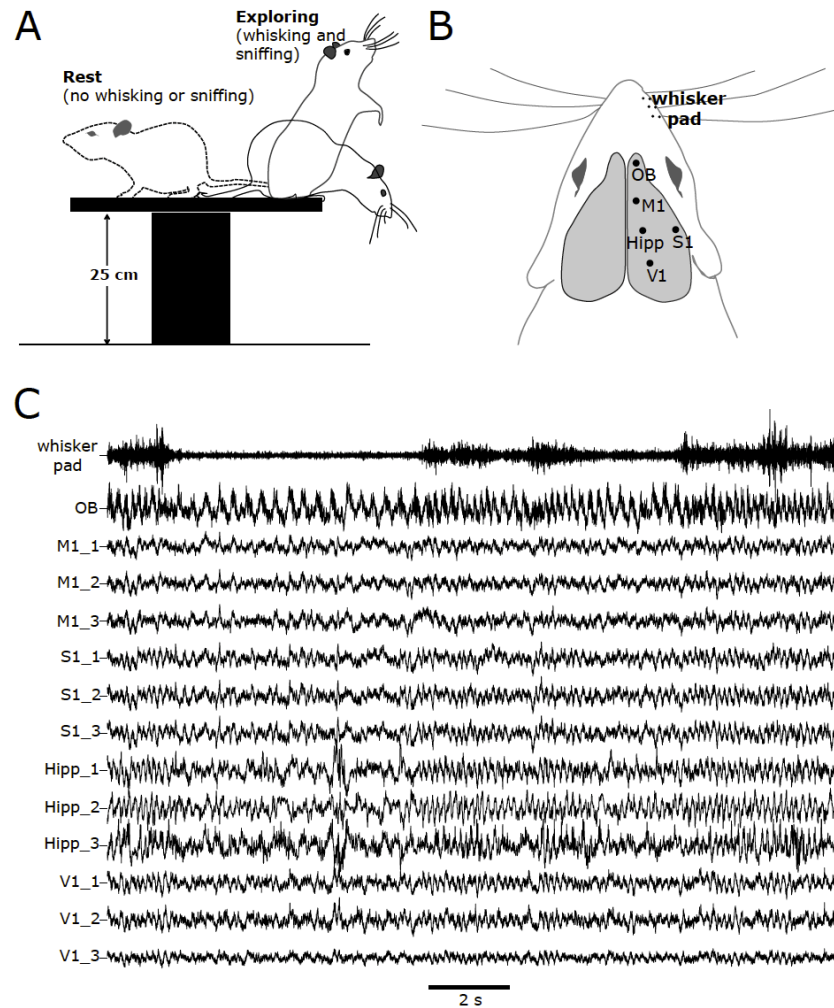 A
Exploring
(whisking and
sniffing)
Rest
(no whisking or sniffing)
25 cm
B
whisker
pad
OB
M1
Hipp
S1
V1
C
whisker
pad
OB
M1_1
M1_2
M1_3
S1_1
S1_2
S1_3
Hipp_1
Hipp_2
Hipp_3
V1_1
V1_2
V1_3
2 s